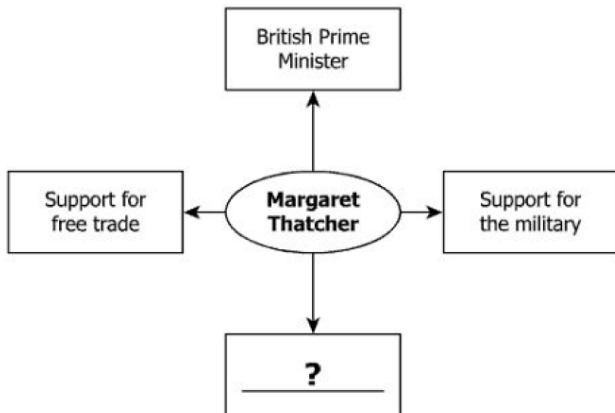 British Prime
Minister
Support for
free trade
Margaret
Thatcher
Support for
the military
?